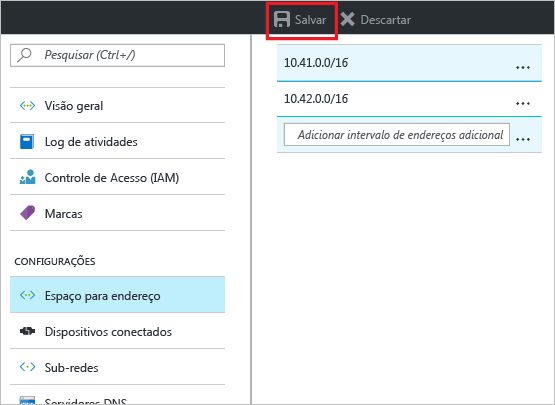 Salvar
Descartar
Pesquisar (Ctrl+/)
Visão geral
Log de atividades
Controle de Acesso (IAM)
Marcas
CONFIGURAÇÕES
Espaço para endereço
Dispositivos conectados
Sub-redes
Servidores DNS
10.41.0.0/16
...
10.42.0.0/16
...
Adicionar intervalo de endereços adicional
...